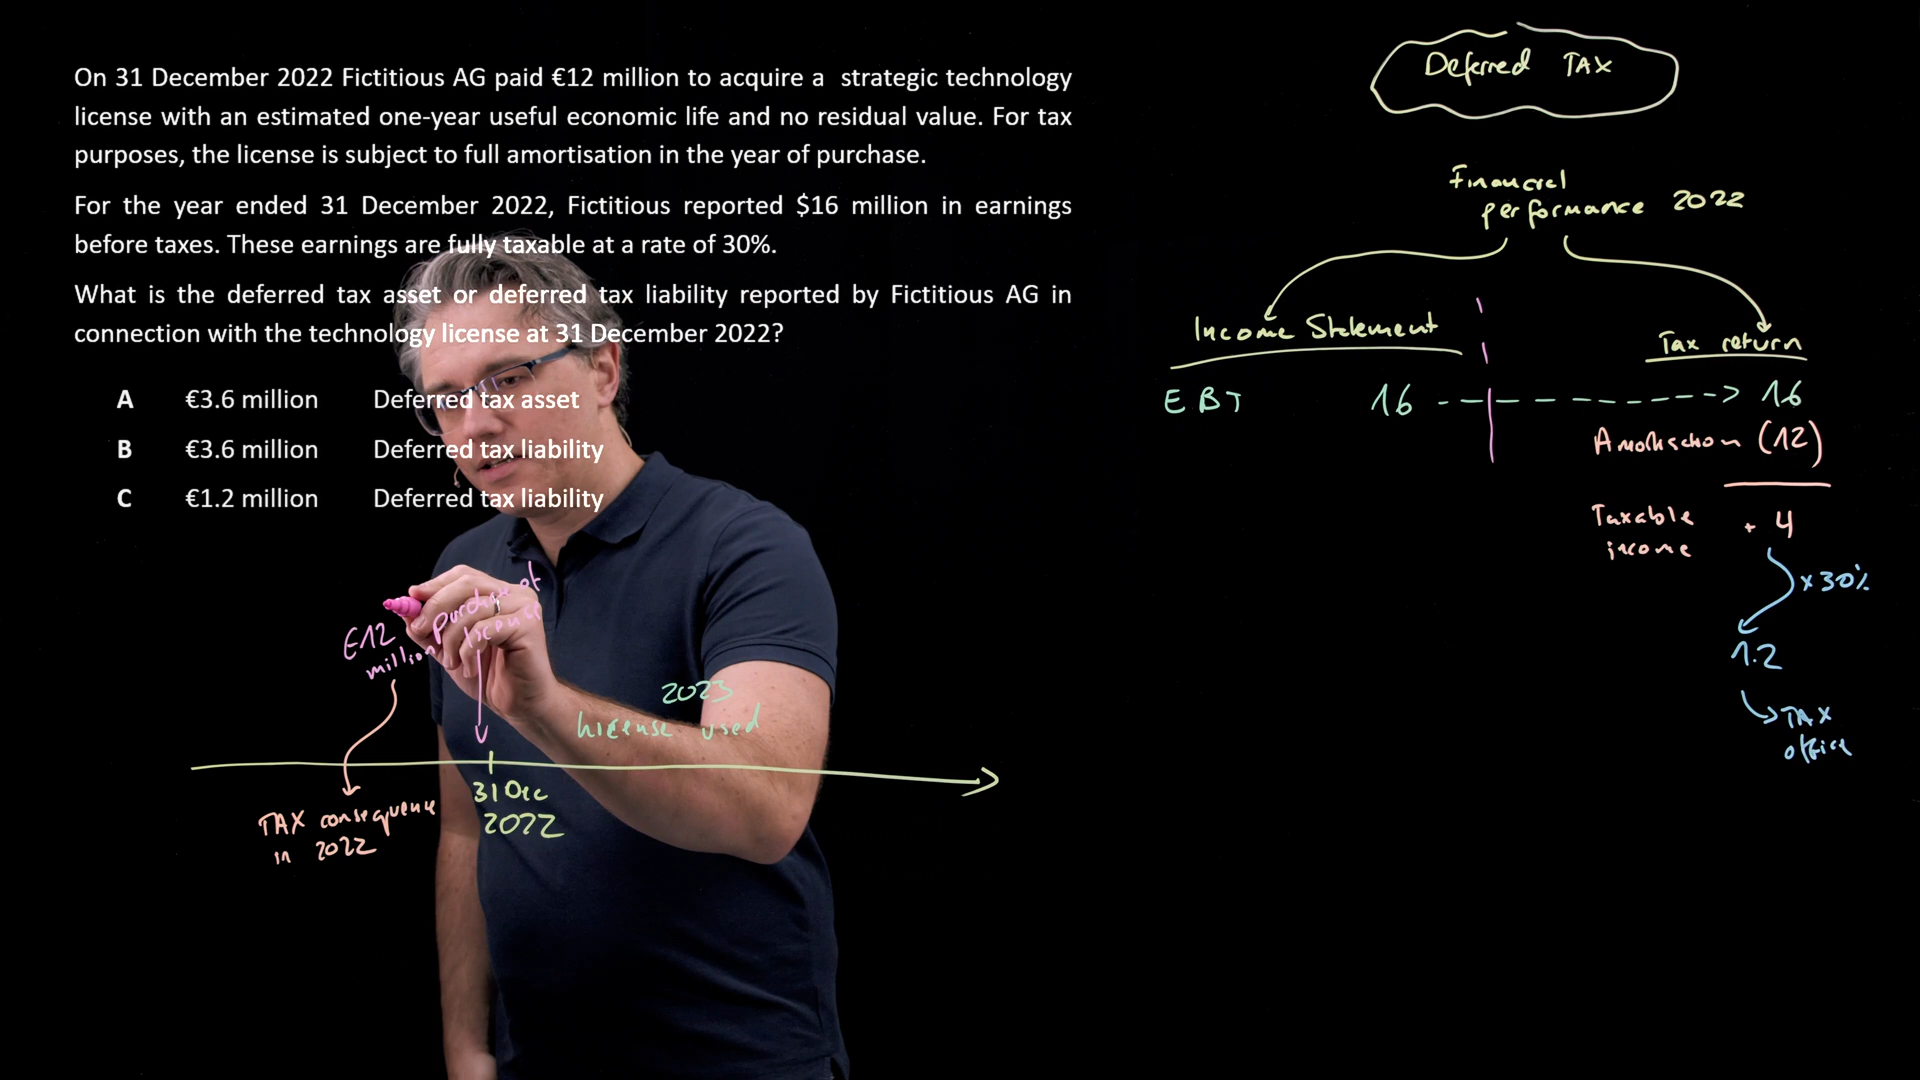 On 31 December 2022 Fictitious AG paid €12 million to acquire a strategic technology
license with an estimated one-year useful economic life and no residual value. For tax
purposes, the license is subject to full amortisation in the year of purchase.
For the year ended 31 December 2022, Fictitious reported $16 million in earnings
before taxes. These earnings are fully taxable at a rate of 30%.
What is the deferred tax asset or deferred tax liability reported by Fictitious AG in
connection with the technology license at 31 December 2022?
A €3.6 million Deferred tax asset
B €3.6 million Deferred tax liability
C €1.2 million Deferred tax liability
€12
million
purchase of
license
2023
License used
31 Dec
2022
TAX consequence
in 2022
Deferred TAX
Financial
performance 2022
Income Statement
Tax return
EBT 16 16
Amortisation (12)
Taxable + 4
income
x 30%
1.2
TAX
office